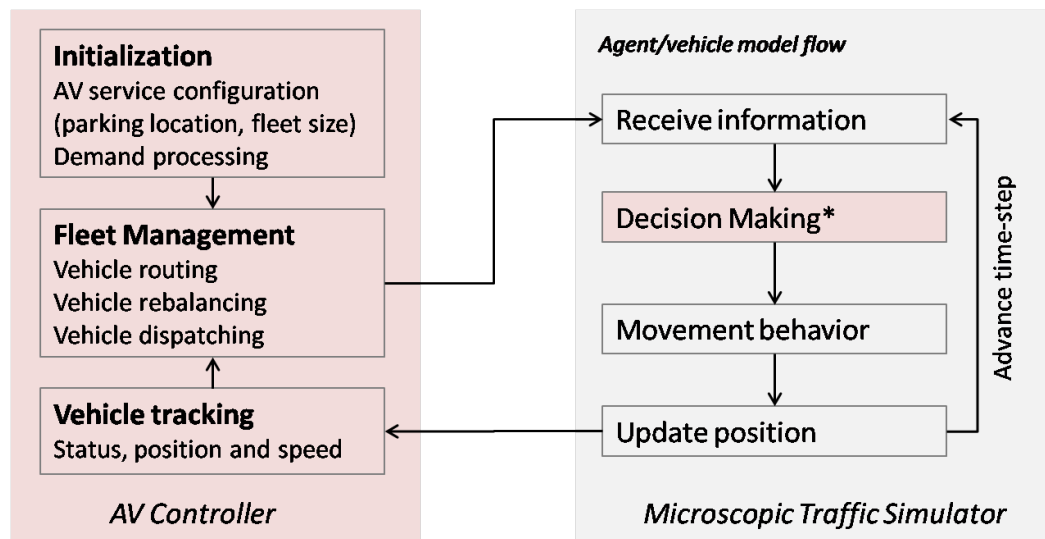 Initialization
AV service configuration
(parking location, fleet size)
Demand processing
Fleet Management
Vehicle routing
Vehicle rebalancing
Vehicle dispatching
Vehicle tracking
Status, position and speed
AV Controller
Agent/vehicle model flow
Receive information
Decision Making*
Movement behavior
Update position
Advance time-step
Microscopic Traffic Simulator